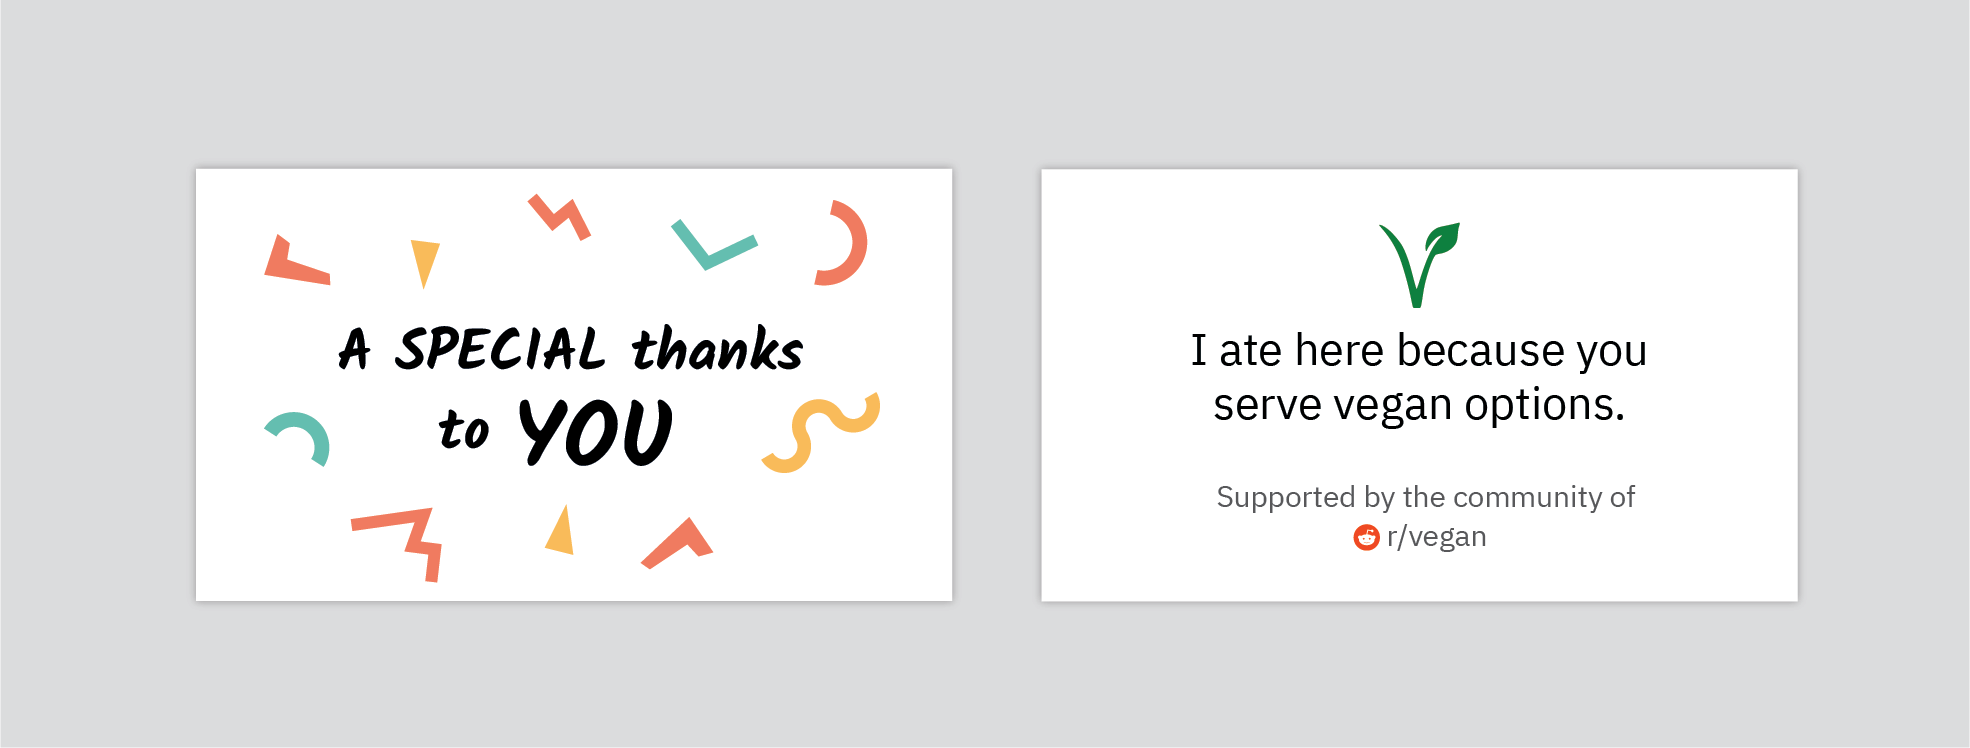 A SPECIAL thanks
to YOU
I ate here because you
serve vegan options.
Supported by the community of
r/vegan